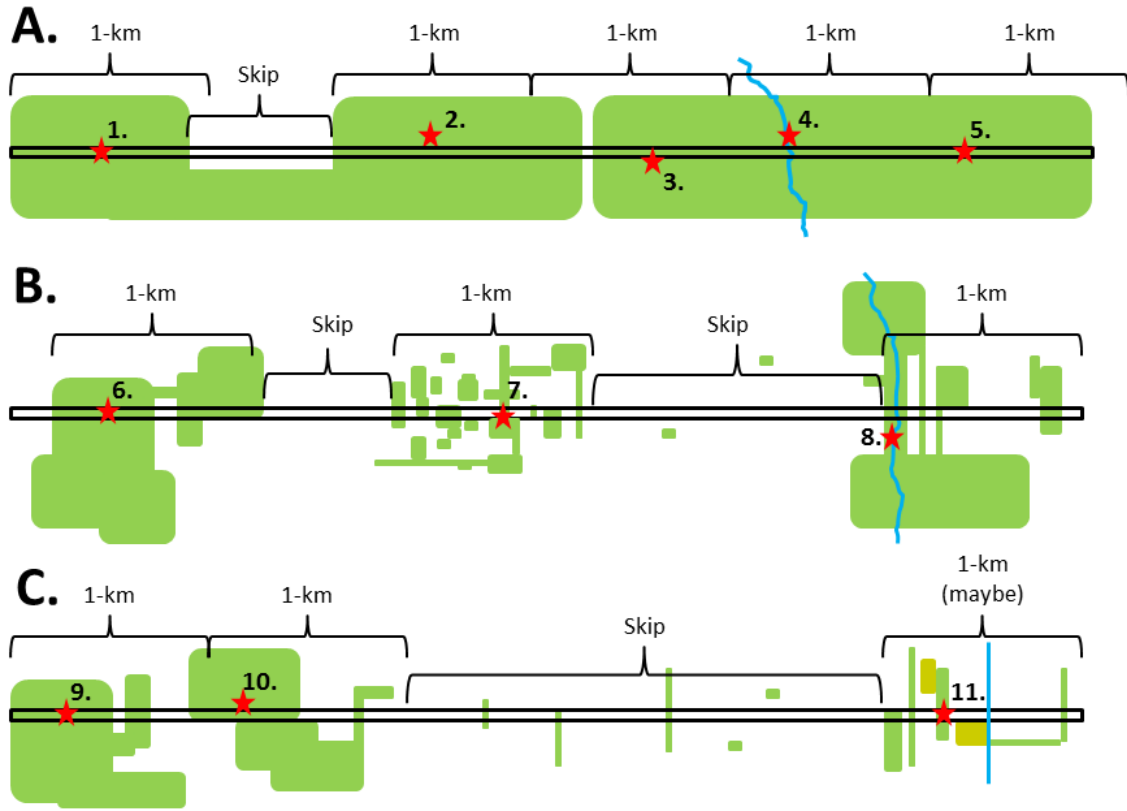 A.
1-km
Skip
1-km
1-km
1-km
1-km
1.
2.
3.
4.
5.
B.
1-km
Skip
1-km
Skip
1-km
6.
7.
8.
C.
1-km
1-km
Skip
1-km
(maybe)
9.
10.
11.